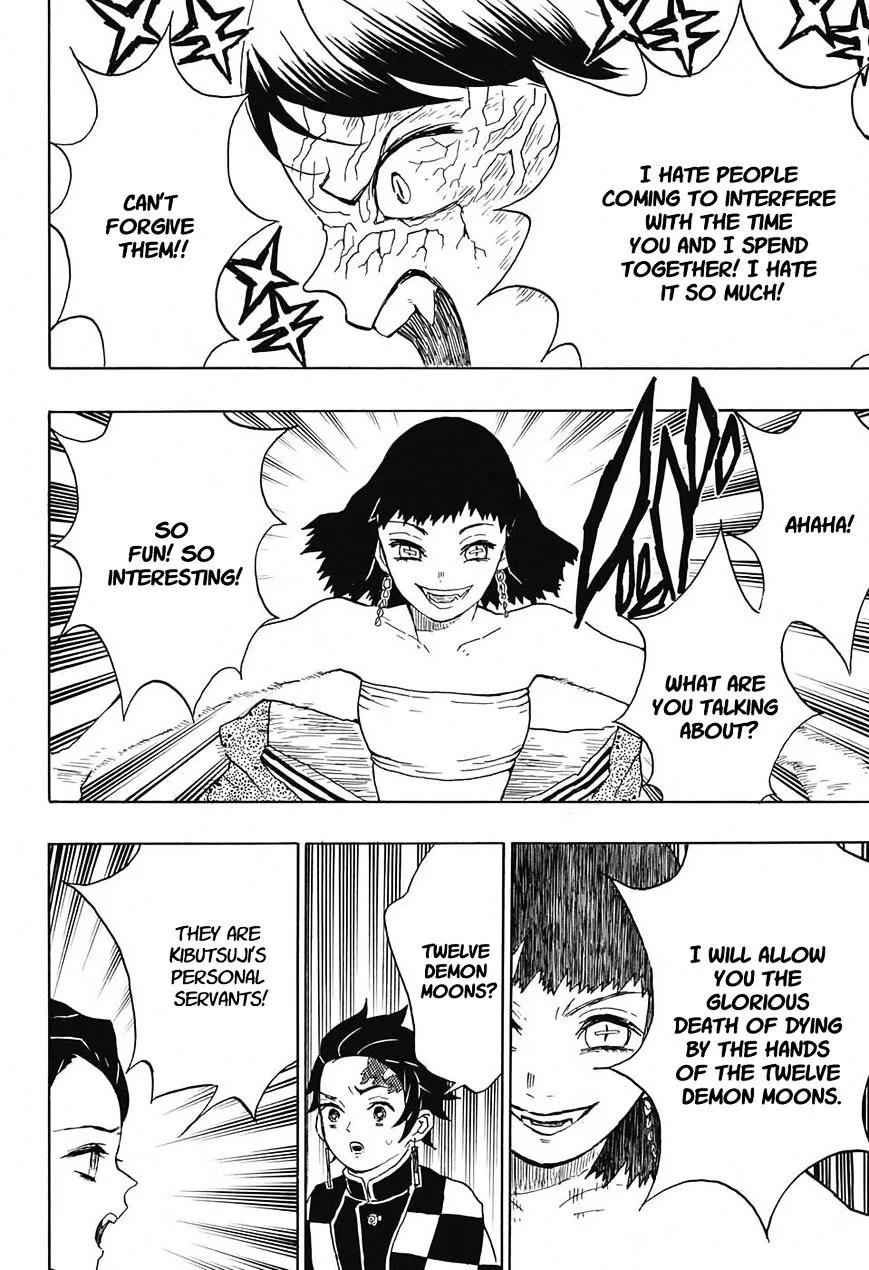 I HATE PEOPLE
COMING TO INTERFERE
WITH THE TIME
YOU AND I SPEND
TOGETHER! I HATE
IT SO MUCH!
CAN'T
FORGIVE
THEM!!
AHAHA!
WHAT ARE
YOU TALKING
ABOUT?
SO
FUN! SO
INTERESTING!
I WILL ALLOW
YOU THE
GLORIOUS
DEATH OF DYING
BY THE HANDS
OF THE TWELVE
DEMON MOONS.
TWELVE
DEMON
MOONS?
THEY ARE
KIBUTSUJI'S
PERSONAL
SERVANTS!